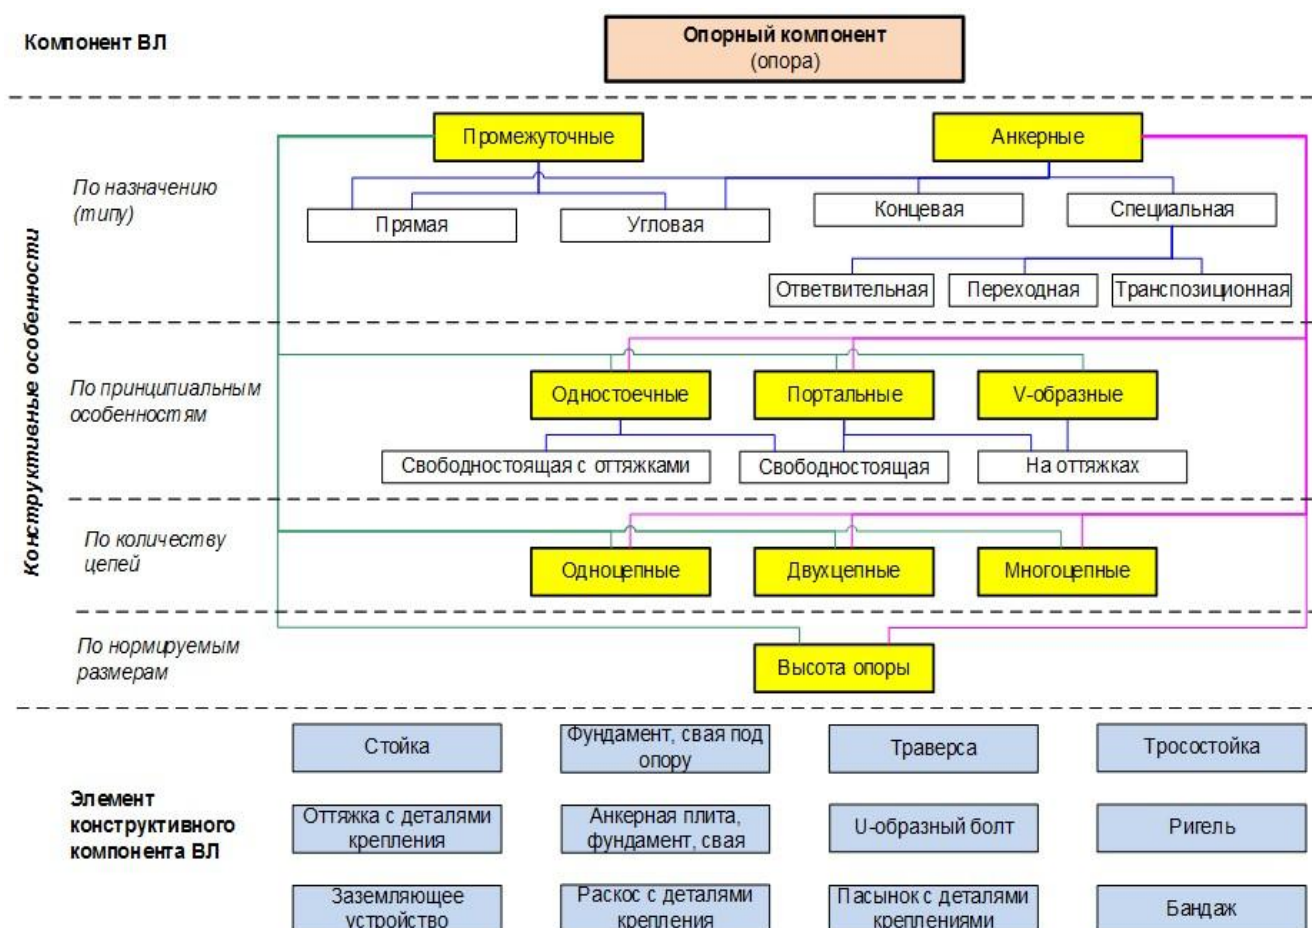 Компонент ВЛ
Опорный компонент
(опора)
Конструктивные особенности
По назначению
(типу)
Промежуточные
Анкерные
Прямая
Угловая
Концевая
Специальная
Ответвительная
Переходная
Транспозиционная
По принципиальным
особенностям
Одностоечные
Портальные
V-образные
Свободностоящая с оттяжками
Свободностоящая
На оттяжках
По количеству
цепей
Одноцепные
Двухцепные
Многоцепные
По нормируемым
размерам
Высота опоры
Элемент
конструктивного
компонента ВЛ
Стойка
Фундамент, свая под
опору
Траверса
Тросостойка
Оттяжка с деталями
крепления
Анкерная плита,
фундамент, свая
U-образный болт
Ригель
Заземляющее
устройство
Раскос с деталями
крепления
Пасынок с деталями
креплениями
Бандаж